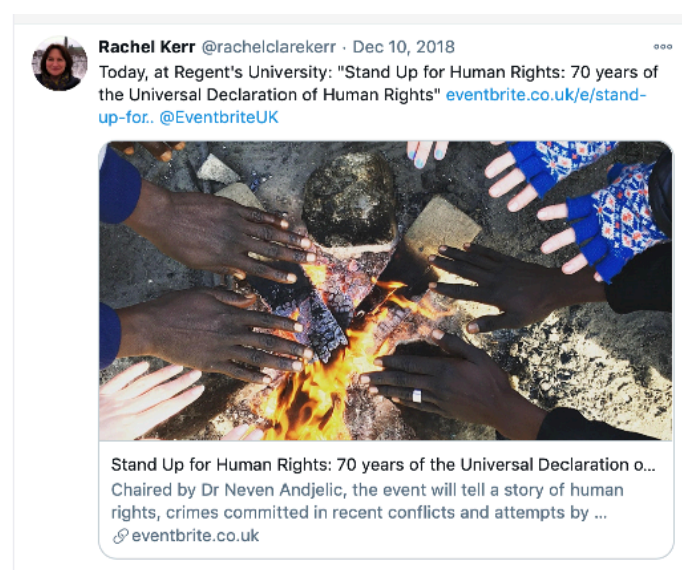 Rachel Kerr @rachelclarekerr · Dec 10, 2018
Today, at Regent's University: "Stand Up for Human Rights: 70 years of
the Universal Declaration of Human Rights" eventbrite.co.uk/e/stand-
up-for.. @EventbriteUK
Stand Up for Human Rights: 70 years of the Universal Declaration o...
Chaired by Dr Neven Andjelic, the event will tell a story of human
rights, crimes committed in recent conflicts and attempts by ...
eventbrite.co.uk